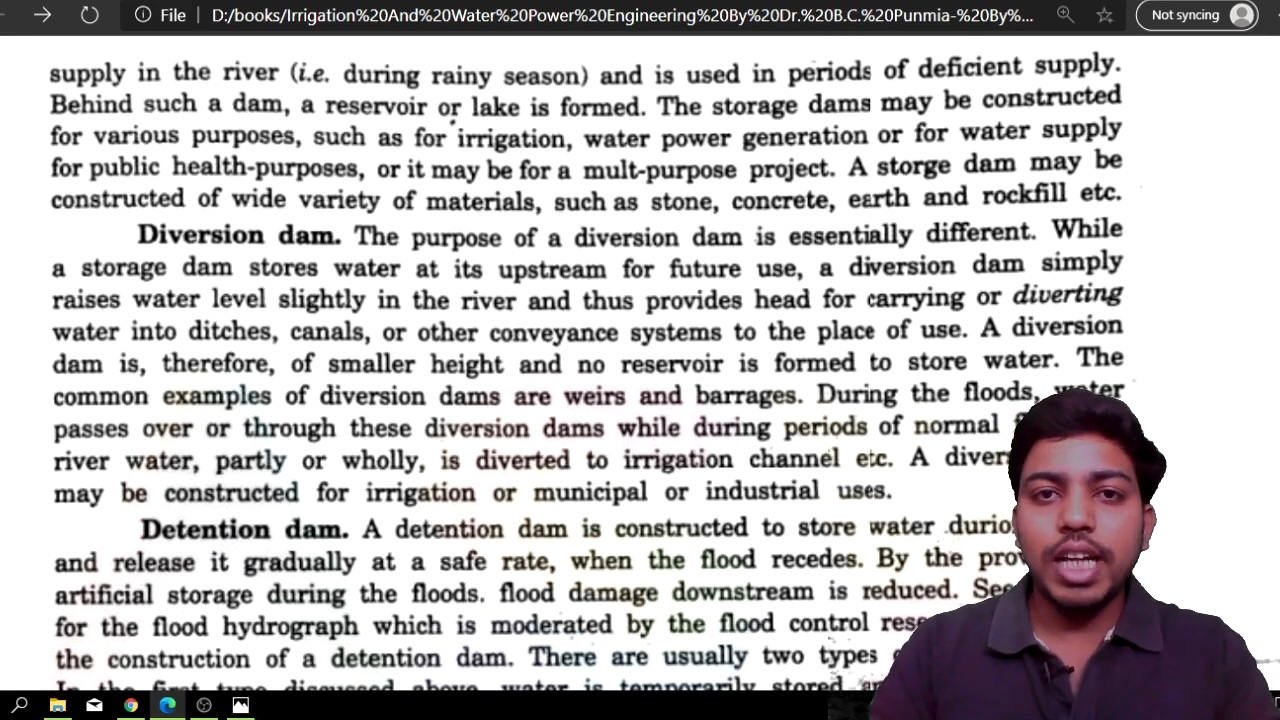 File
D:/books/Irrigation%20And%20Water%20Power%20Engineering%20By%20Dr.%20B.C.%20Punmia-%20By%...
Not syncing
supply in the river (i.e. during rainy season) and is used in periods of deficient supply.
Behind such a dam, a reservoir or lake is formed. The storage dams may be constructed
for various purposes, such as for irrigation, water power generation or for water supply
for public health-purposes, or it may be for a mult-purpose project. A storge dam may be
constructed of wide variety of materials, such as stone, concrete, earth and rockfill etc.
Diversion dam. The purpose of a diversion dam is essentially different. While
a storage dam stores water at its upstream for future use, a diversion dam simply
raises water level slightly in the river and thus provides head for carrying or diverting
water into ditches, canals, or other conveyance systems to the place of use. A diversion
dam is, therefore, of smaller height and no reservoir is formed to store water. The
common examples of diversion dams are weirs and barrages. During the floods, water
passes over or through these diversion dams while during periods of normal
river water, partly or wholly, is diverted to irrigation channel etc. A
may be constructed for irrigation or municipal or industrial uses.
Detention dam. A detention dam is constructed to store water
and release it gradually at a safe rate, when the flood recedes. By the
artificial storage during the floods. flood damage downstream is reduced.
for the flood hydrograph which is moderated by the flood control
the construction of a detention dam. There are usually two types
In the first type discussed above, water is temporarily stored